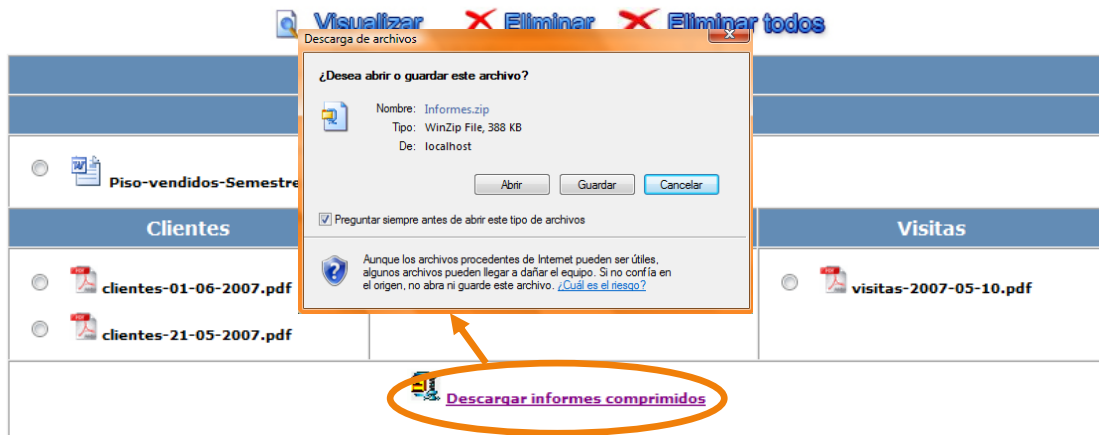 Visualizar Eliminar Eliminar todos
Descarga de archivos
¿Desea abrir o guardar este archivo?
Nombre: Informes.zip
Tipo: WinZip File, 388 KB
De: localhost
Abrir Guardar Cancelar
Preguntar siempre antes de abrir este tipo de archivos
Aunque los archivos procedentes de Internet pueden ser útiles,
algunos archivos pueden llegar a dañar el equipo. Si no confía en
el origen, no abra ni guarde este archivo. ¿Cuál es el riesgo?
Piso-vendidos-Semestre
Clientes Visitas
clientes-01-06-2007.pdf visitas-2007-05-10.pdf
clientes-21-05-2007.pdf
Descargar informes comprimidos